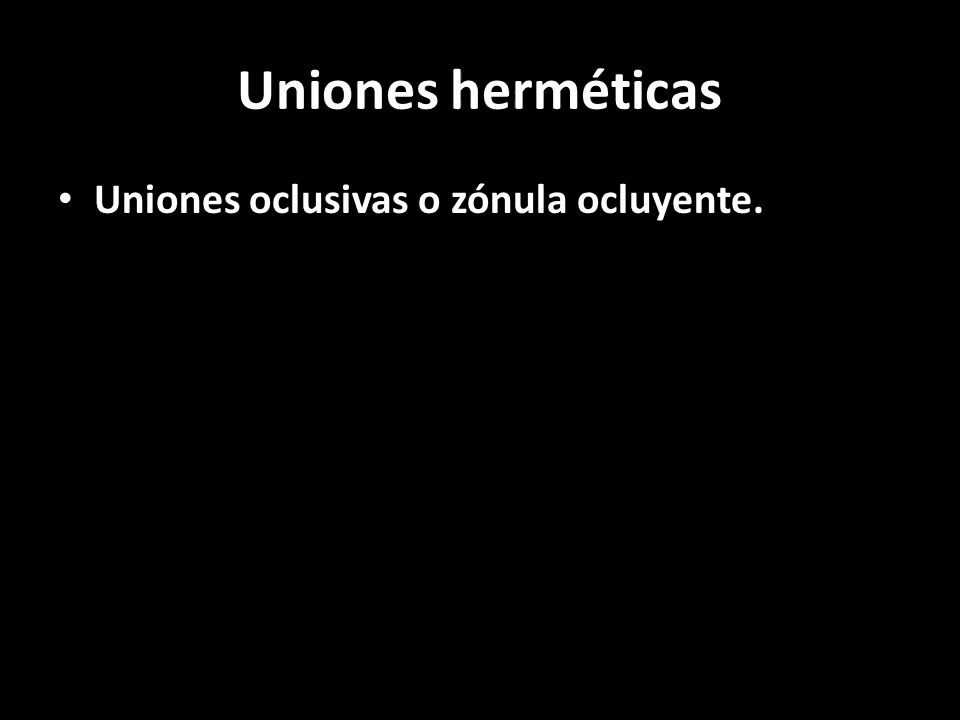 Uniones herméticas
• Uniones oclusivas o zónula ocluyente.